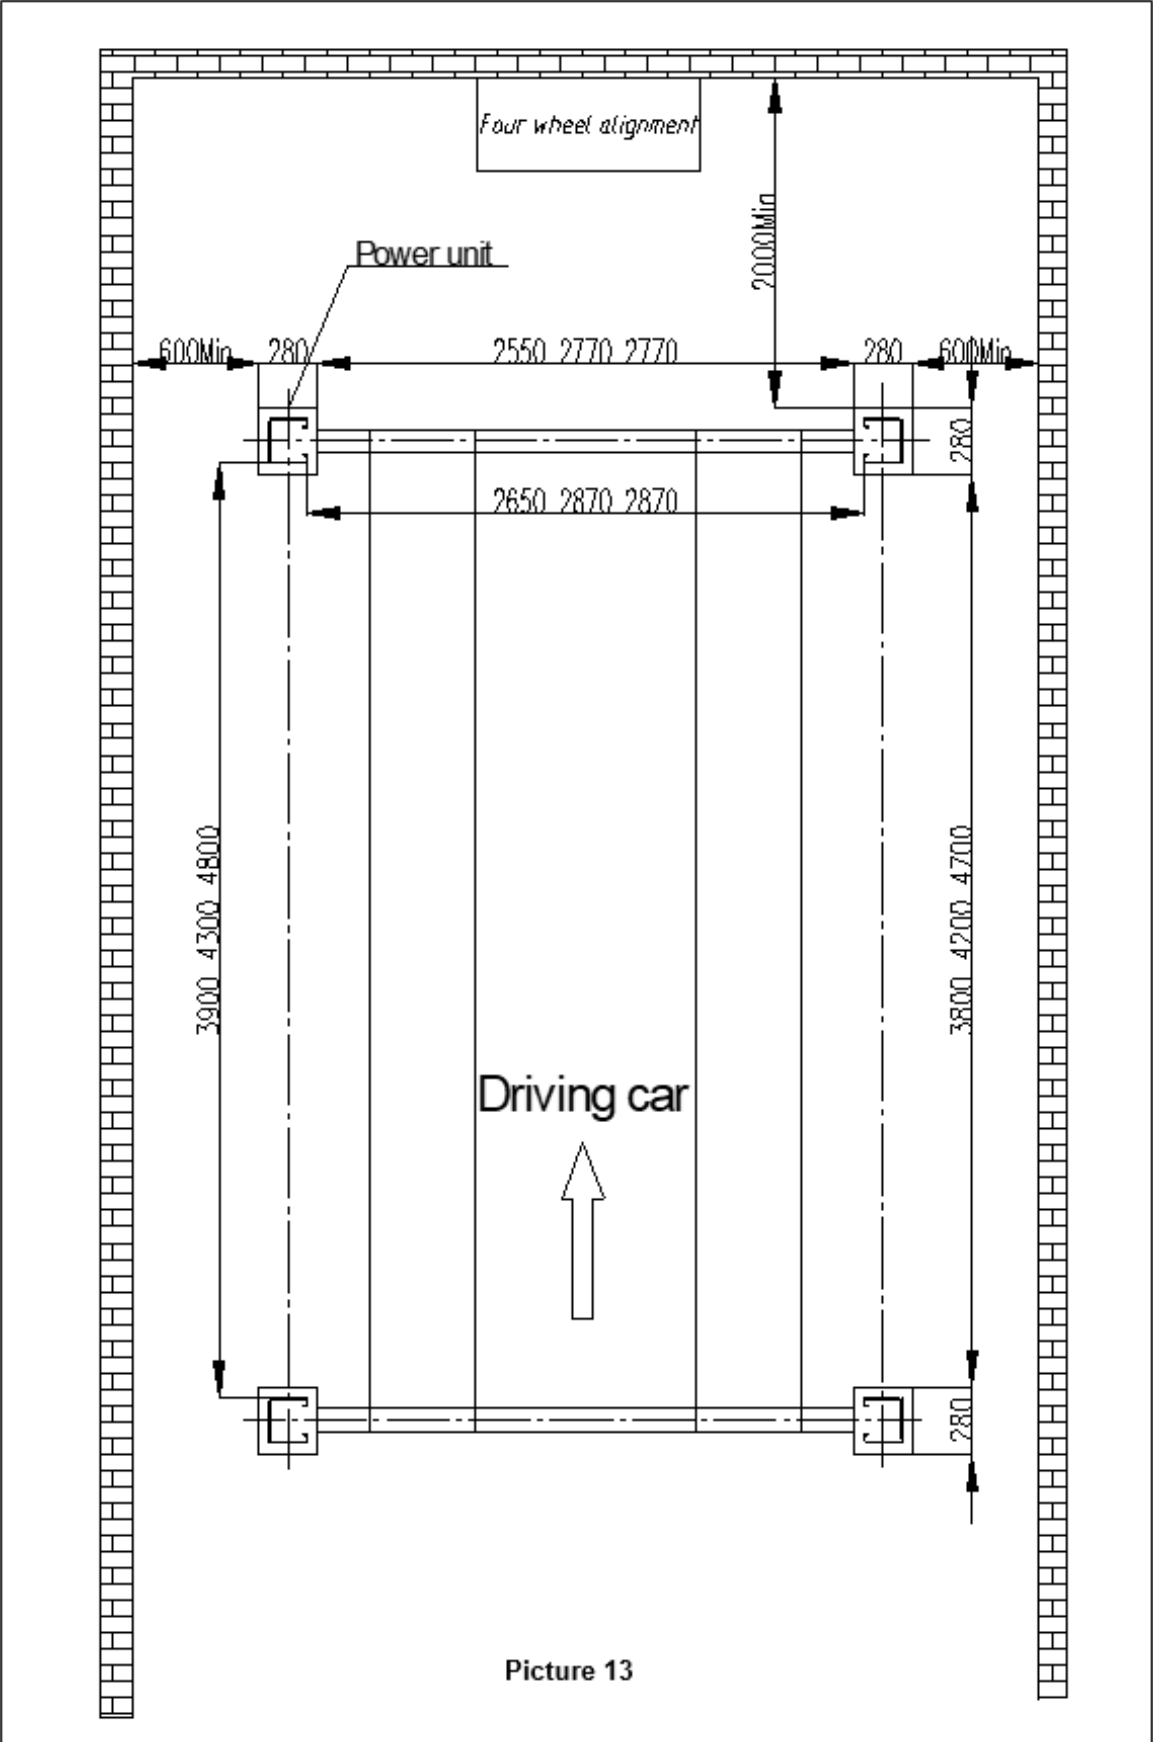 Four wheel alignment
2000Min
Power unit
600Min 280 2550 2770 2770 280 600Min
280
2650 2870 2870
3900 4300 4800
3800 4200 4700
Driving car
280
Picture 13